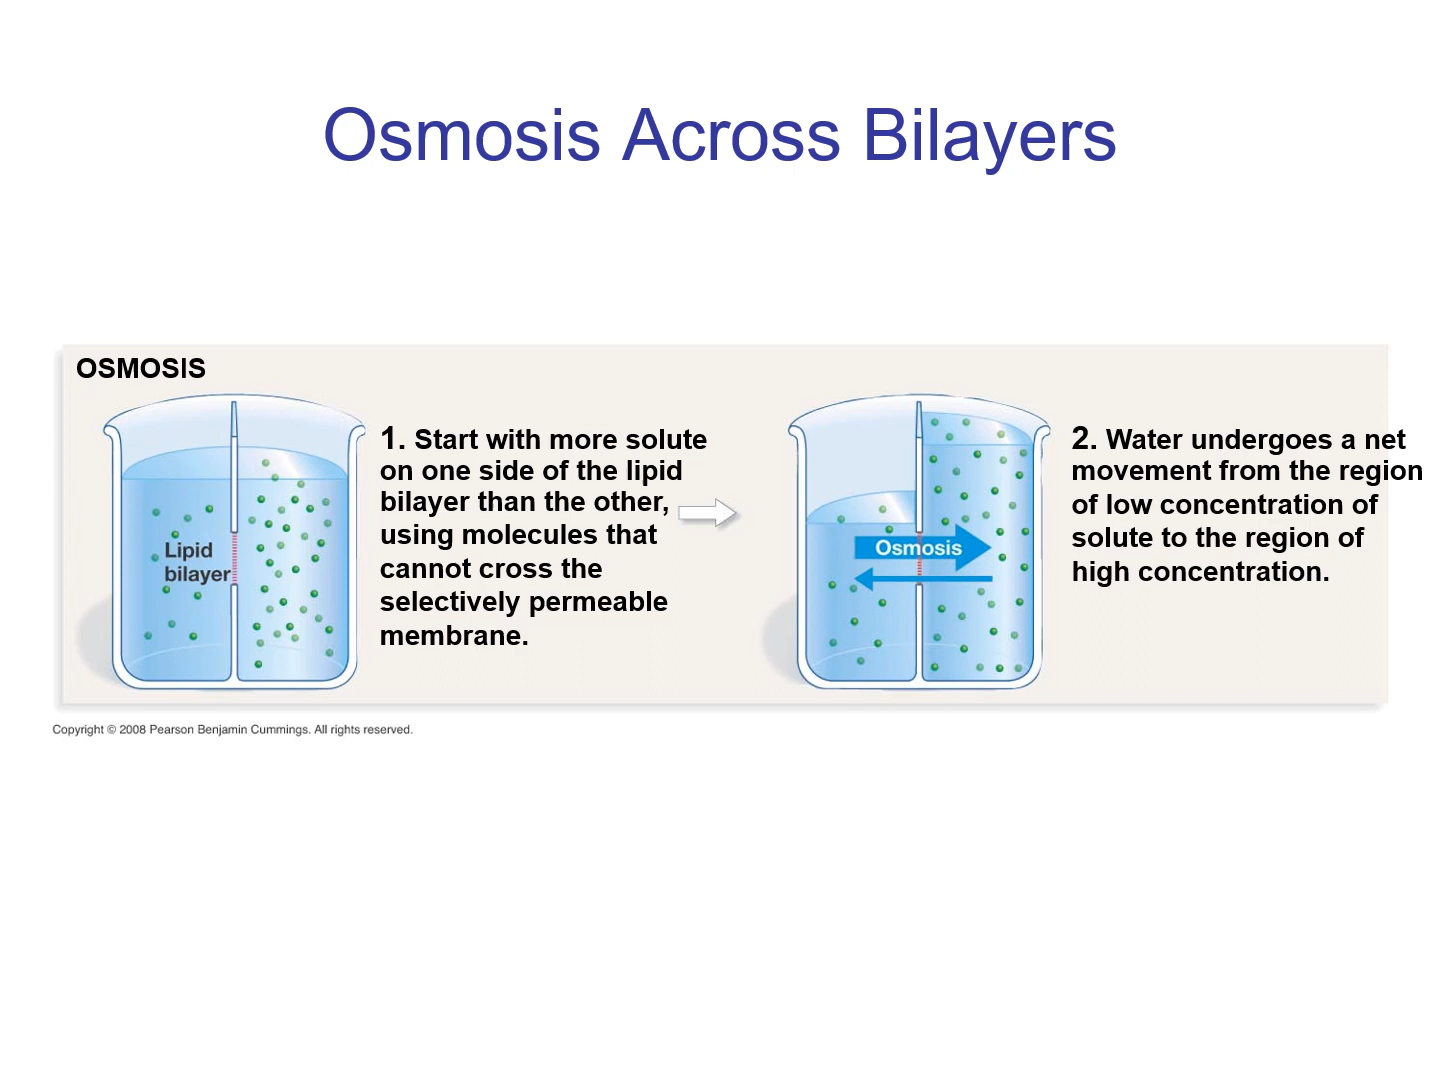 Osmosis Across Bilayers
OSMOSIS
Lipid
bilayer
1. Start with more solute
on one side of the lipid
bilayer than the other,
using molecules that
cannot cross the
selectively permeable
membrane.
Osmosis
2. Water undergoes a net
movement from the region
of low concentration of
solute to the region of
high concentration.
Copyright © 2008 Pearson Benjamin Cummings. All rights reserved.